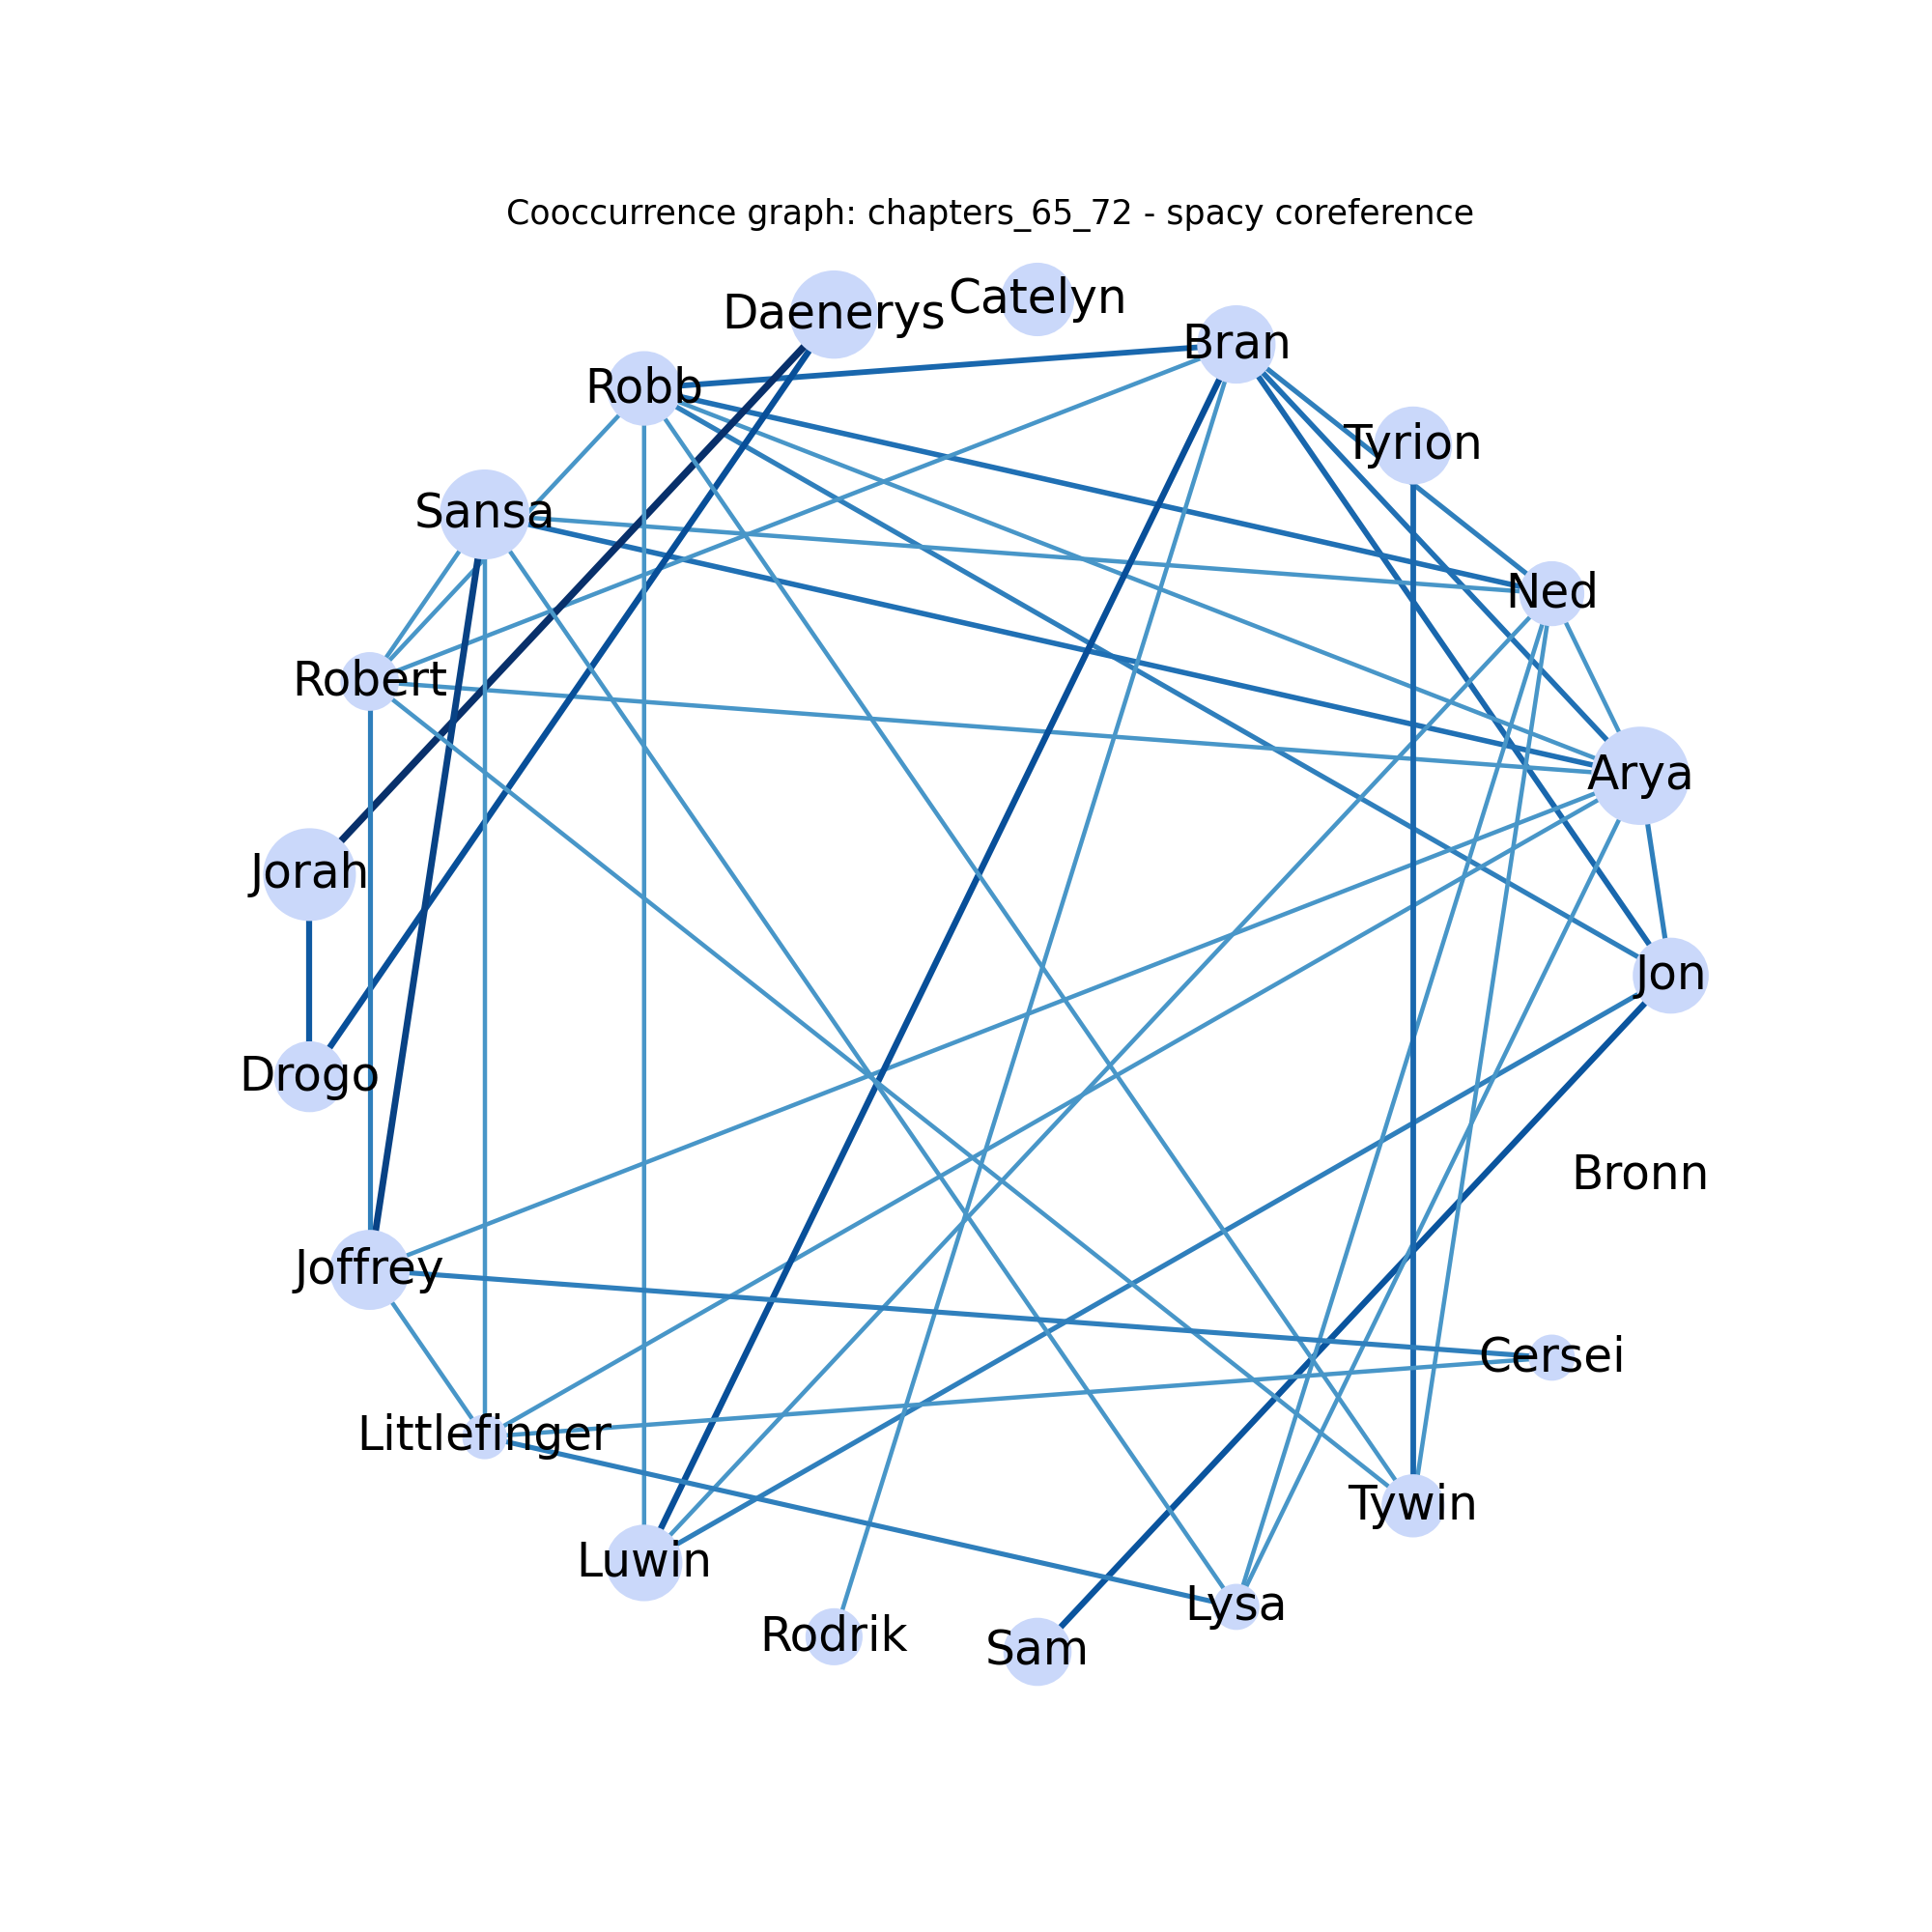 Cooccurrence graph: chapters_65_72 - spacy coreference
Catelyn
Daenerys
Bran
Robb
Tyrion
Sansa
Ned
Robert
Arya
Jorah
Jon
Drogo
Bronn
Joffrey
Cersei
Littlefinger
Tywin
Luwin
Lysa
Rodrik
Sam